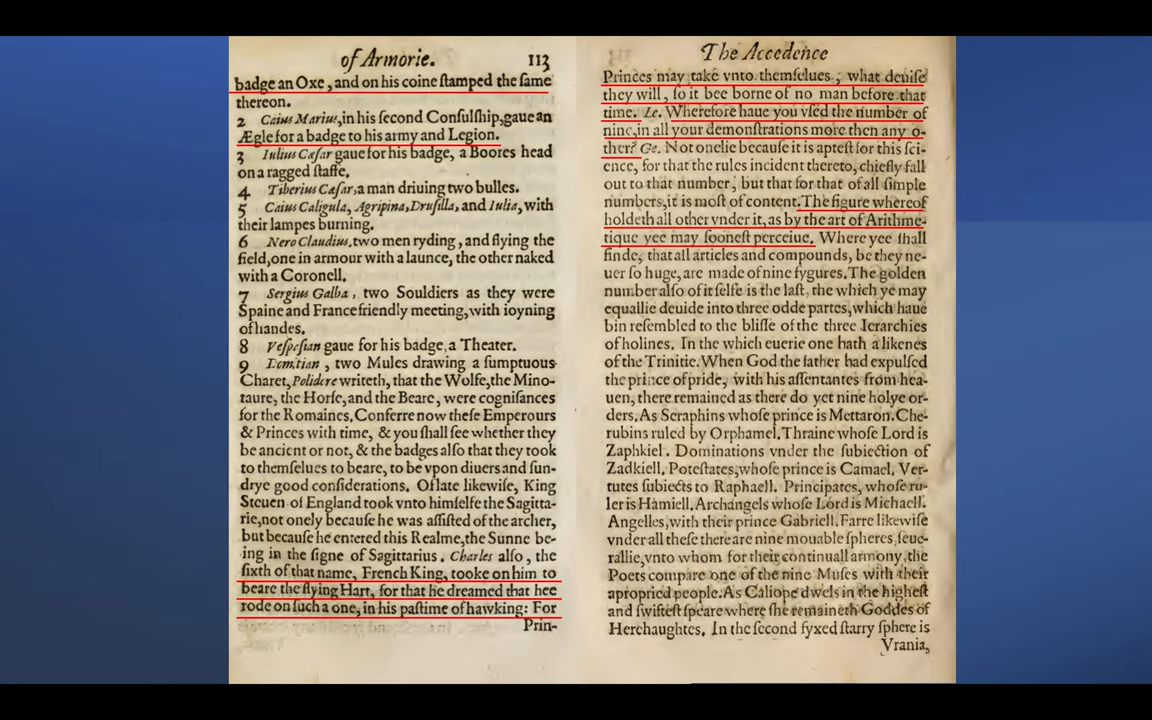 of Armorie. 113
badge an Oxe, and on his coine ſtamped the ſame
thereon.
2 Caius Marius, in his ſecond Conſulſhip, gaue an
Ægle for a badge to his army and Legion.
3 Iulius Cæſar gaue for his badge, a Boores head
on a ragged ſtaffe.
4 Tiberius Cæſar, a man driuing two bulles.
5 Caius Caligula, Agripina, Druſilla, and Iulia, with
their lampes burning.
6 Nero Claudius, two men ryding, and flying the
field, one in armour with a launce, the other naked
with a Coronell.
7 Sergius Galba, two Souldiers as they were
Spaine and France friendly meeting, with ioyning
of handes.
8 Veſpeſian gaue for his badge, a Theater.
9 Domitian, two Mules drawing a ſumptuous
Charet, Polidere writeth, that the Wolfe, the Mino-
taure, the Horſe, and the Beare, were cogniſances
for the Romaines. Conferre now theſe Emperours
& Princes with time, & you ſhall ſee whether they
be ancient or not, & the badges alſo that they took
to themſelues to beare, to be vpon diuers and ſun-
drye good conſiderations. Of late likewiſe, King
Steuen of England took vnto himſelfe the Sagitta-
rie, not onely becauſe he was aſſiſted of the archer,
but becauſe he entered this Realme, the Sunne be-
ing in the ſigne of Sagittarius. Charles alſo, the
ſixth of that name, French King, tooke on him to
beare the flying Hart, for that he dreamed that hee
rode on ſuch a one, in his paſtime of hawking: For
Prin-
The Accedence
Princes may take vnto themſelues, what deuiſe
they will, ſo it bee borne of no man before that
time. Le. Wherefore haue you vſed the number of
nine, in all your demonſtrations more then any o-
ther? Ge. Not onelie becauſe it is apteſt for this ſci-
ence, for that the rules incident thereto, chiefly fall
out to that number, but that for that of all ſimple
numbers, it is moſt of content. The figure whereof
holdeth all other vnder it, as by the art of Arithme-
tique yee may ſooneſt perceiue. Where yee ſhall
finde, that all articles and compounds, be they ne-
uer ſo huge, are made of nine fygures. The golden
number alſo of it ſelfe is the laſt, the which ye may
equallie deuide into three odde partes, which haue
bin reſembled to the bliſſe of the three Ierarchies
of holines. In the which euerie one hath a likenes
of the Trinitie. When God the father had expulſed
the prince of pride, with his aſſentantes from hea-
uen, there remained as there do yet nine holye or-
ders. As Seraphins whoſe prince is Mettaron. Che-
rubins ruled by Orphamel. Thraine whoſe Lord is
Zaphkiel. Dominations vnder the ſubiection of
Zadkiell. Poteſtates, whoſe prince is Camael. Ver-
tutes ſubiects to Raphaell. Principates, whoſe ru-
ler is Hamiell. Archangels whoſe Lord is Michaell.
Angelles, with their prince Gabriell. Farre likewiſe
vnder all theſe there are nine mouable ſpheres, ſeue-
rallie, vnto whom for their continuall armony, the
Poets compare one of the nine Muſes with their
apropried people. As Caliope dwels in the higheſt
and ſwifteſt ſpeare where ſhe remaineth Goddes of
Herehaughtes. In the ſecond fyxed ſtarry ſphere is
Vrania,